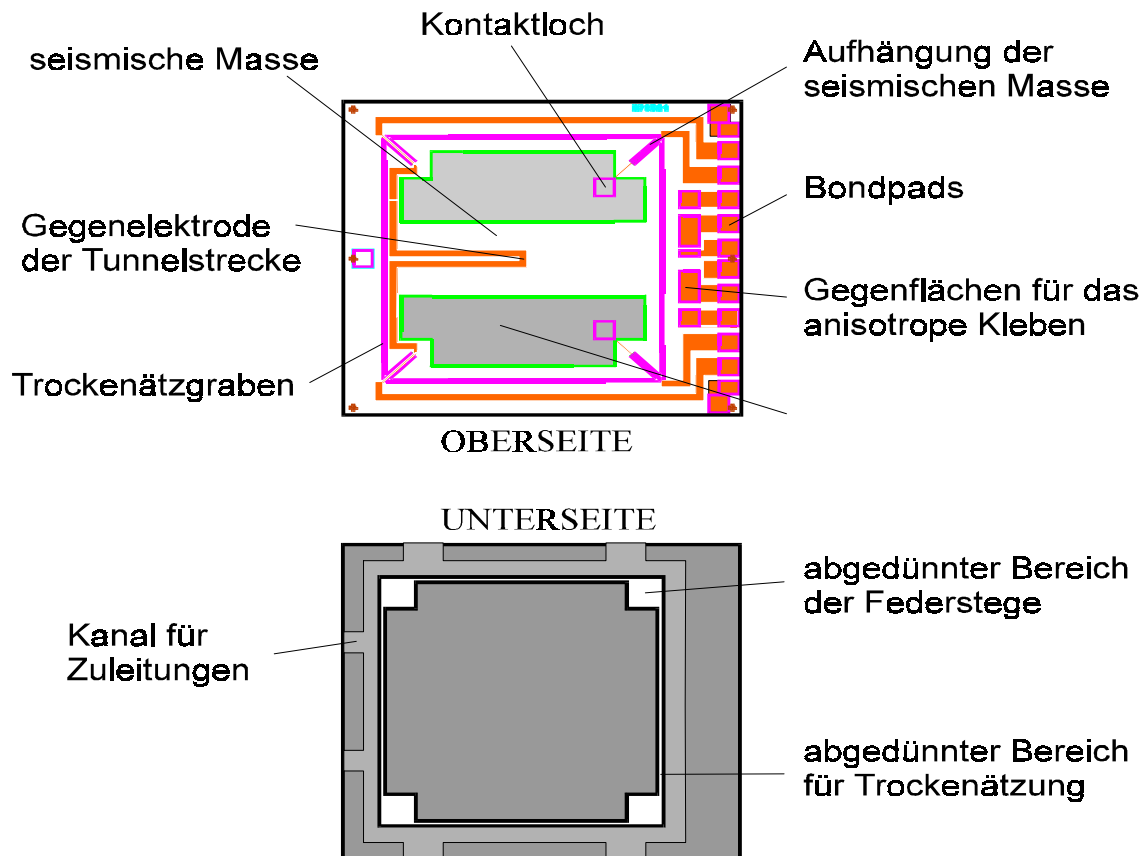 Kontaktloch
seismische Masse
Aufhängung der
seismischen Masse
Bondpads
Gegenelektrode
der Tunnelstrecke
Gegenflächen für das
anisotrope Kleben
Trockenätzgraben
OBERSEITE
UNTERSEITE
abgedünnter Bereich
der Federstege
Kanal für
Zuleitungen
abgedünnter Bereich
für Trockenätzung